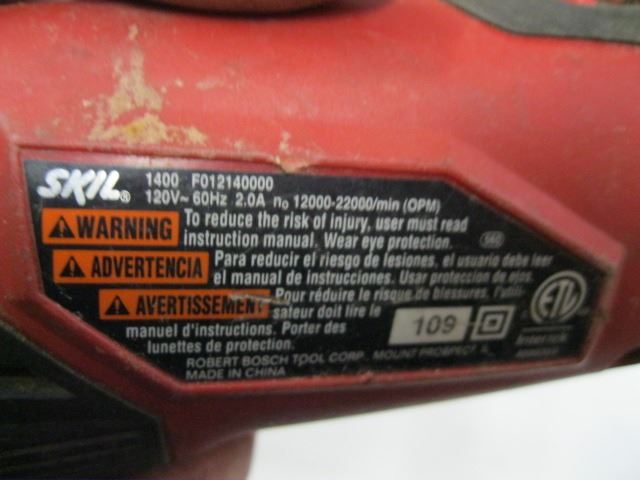 SKIL® 1400 F012140000
120V~ 60Hz 2.0A n₀ 12000-22000/min (OPM)
WARNING To reduce the risk of injury, user must read
instruction manual. Wear eye protection.
ADVERTENCIA Para reducir el riesgo de lesiones, el usuario debe leer
el manual de instrucciones. Usar proteccion de ojos.
AVERTISSEMENT Pour réduire le risque de blessures, l'utili-
sateur doit lire le
manuel d'instructions. Porter des
lunettes de protection.
109
ETL
ROBERT BOSCH TOOL CORP. MOUNT PROSPECT, IL
MADE IN CHINA